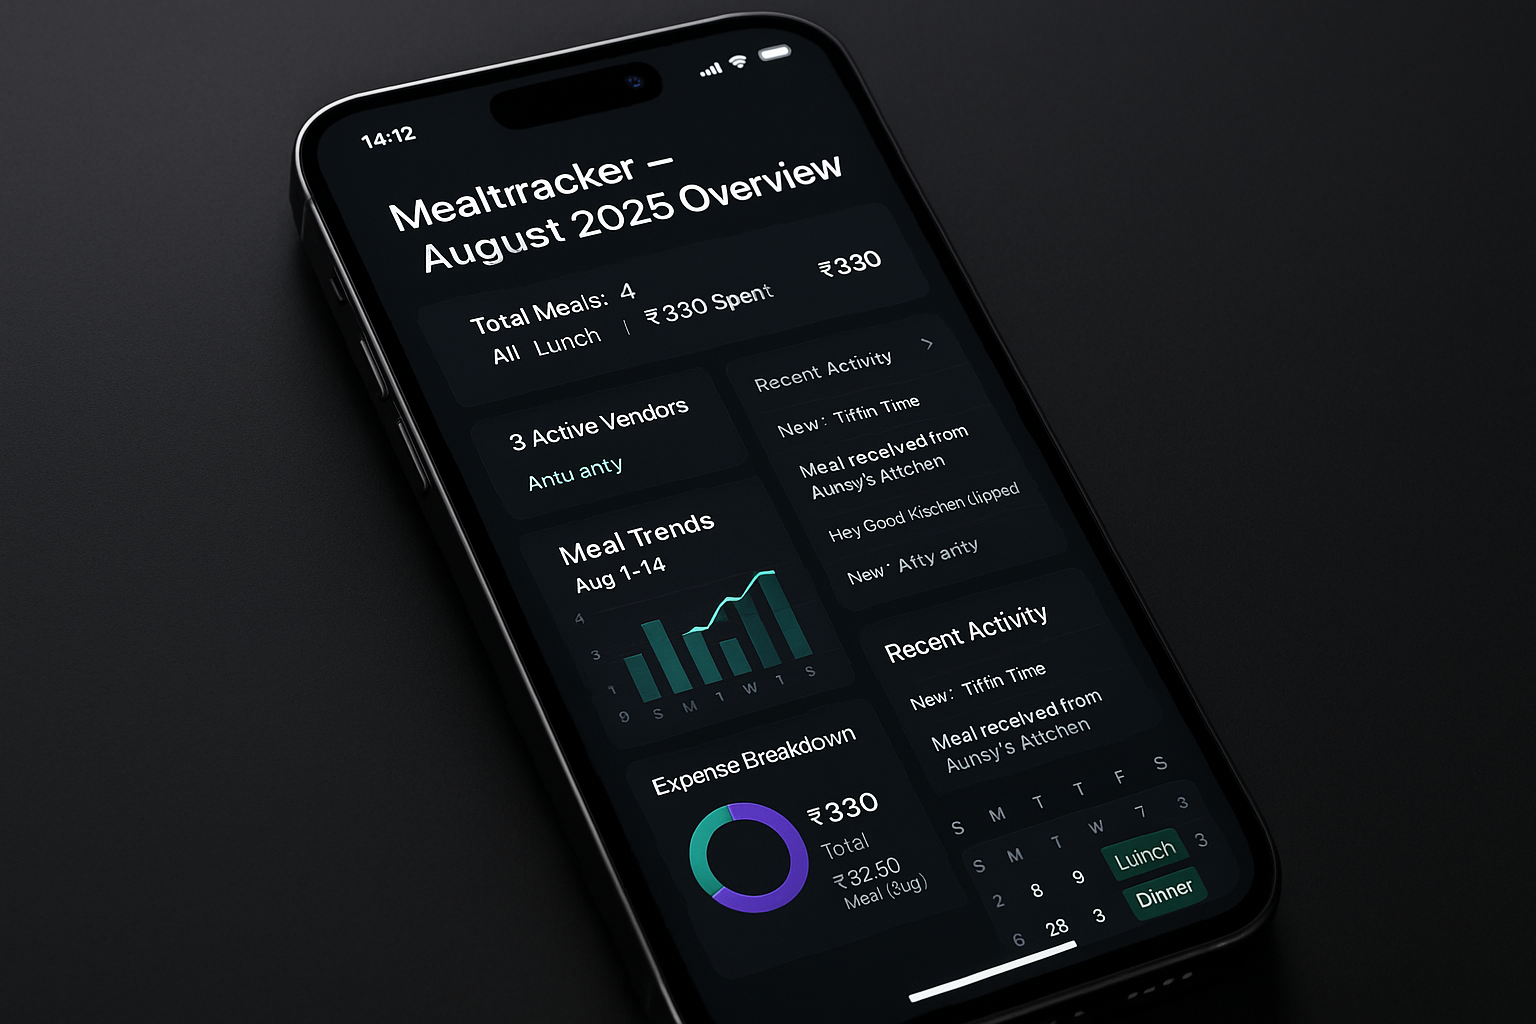 14:12
Mealtrracker –
August 2025 Overview
Total Meals: 4
All Lunch | ₹330 Spent
₹330
3 Active Vendors
Antu anty
Recent Activity
New: Tiffin Time
Meal recelved from
Aunsy's Attchen
Hey Good Kischen
New: Afty arity
Meal Trends
Aug 1-14
4
3
1
9 S M 1 W 1 S
Recent Activity
New: Tiffin Time
Meal recelved from
Aunsy's Attchen
Expense Breakdown
₹330
Total
₹32.50
Meal (3ug)
S M T T F S
S M T W 7 3
2 8 9 Luinch 3
6 28 3 Dinner